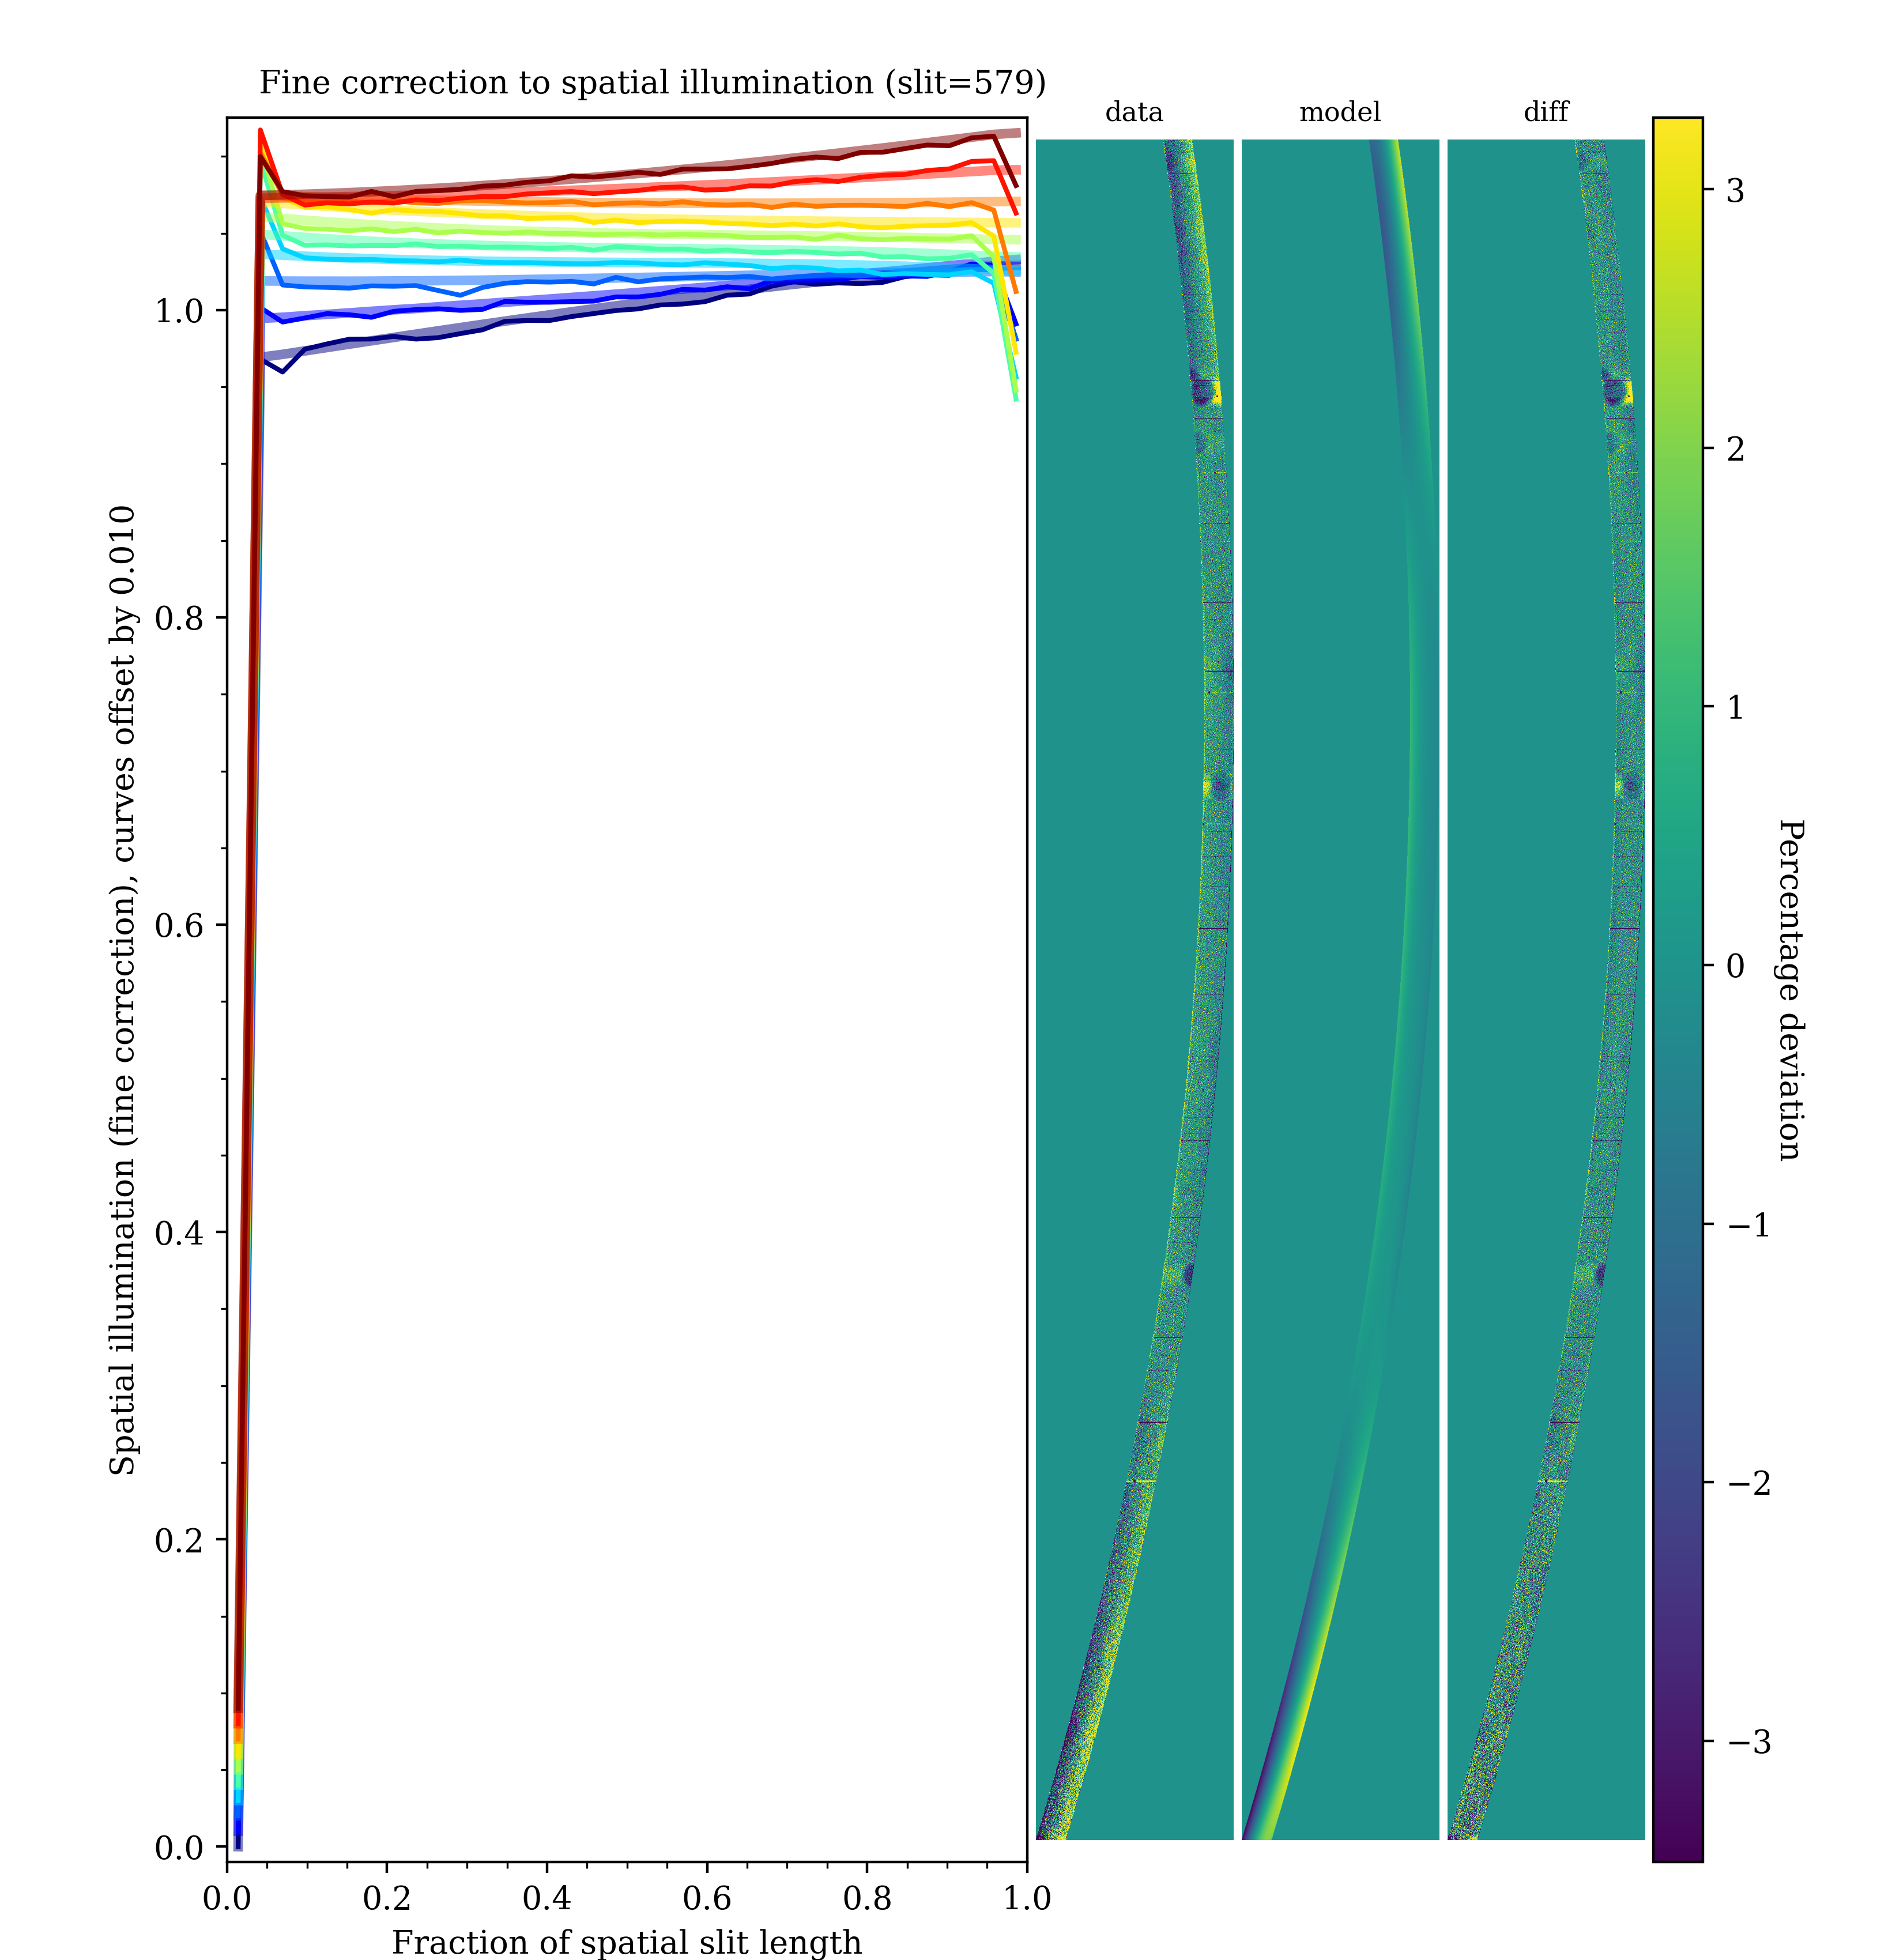 Fine correction to spatial illumination (slit=579)
data
model
diff
Spatial illumination (fine correction), curves offset by 0.010
1.0
0.8
0.6
0.4
0.2
0.0
0.0
0.2
0.4
0.6
0.8
1.0
Fraction of spatial slit length
3
2
1
0
−1
−2
−3
Percentage deviation